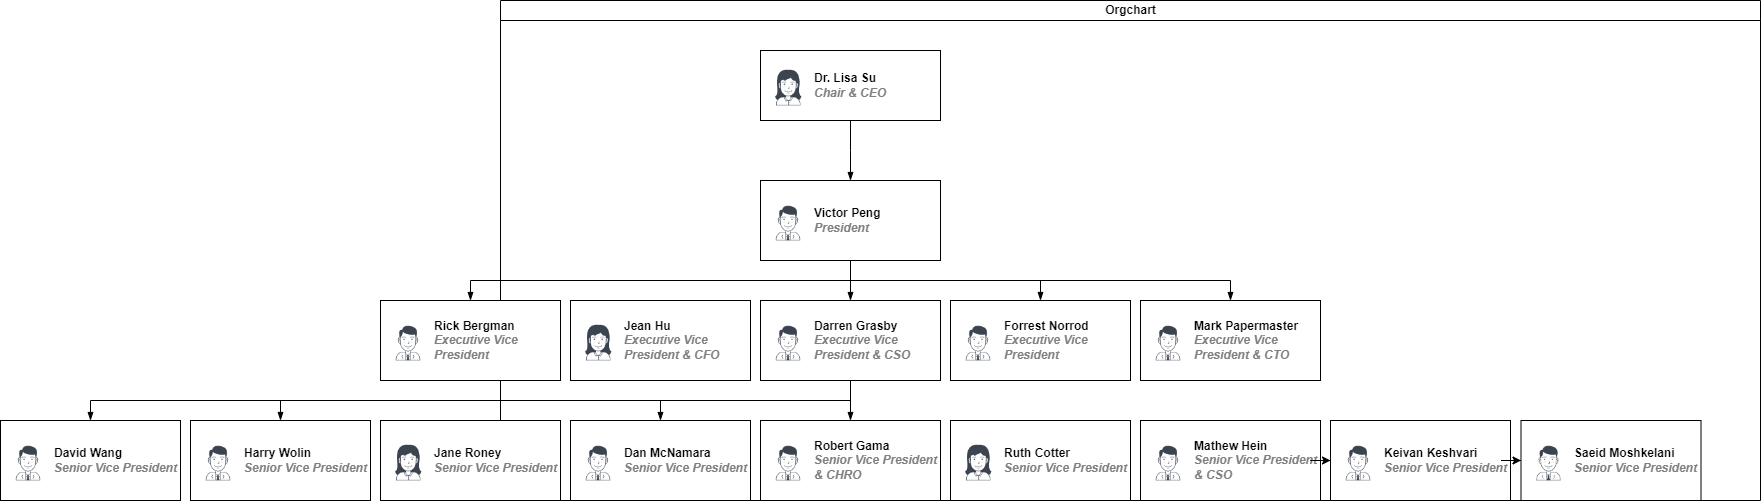 Orgchart
Dr. Lisa Su
Chair & CEO
Victor Peng
President
Rick Bergman
Executive Vice
President
Jean Hu
Executive Vice
President & CFO
Darren Grasby
Executive Vice
President & CSO
Forrest Norrod
Executive Vice
President
Mark Papermaster
Executive Vice
President & CTO
David Wang
Senior Vice President
Harry Wolin
Senior Vice President
Jane Roney
Senior Vice President
Dan McNamara
Senior Vice President
Robert Gama
Senior Vice President
& CHRO
Ruth Cotter
Senior Vice President
Mathew Hein
Senior Vice President
& CSO
Keivan Keshvari
Senior Vice President
Saeid Moshkelani
Senior Vice President